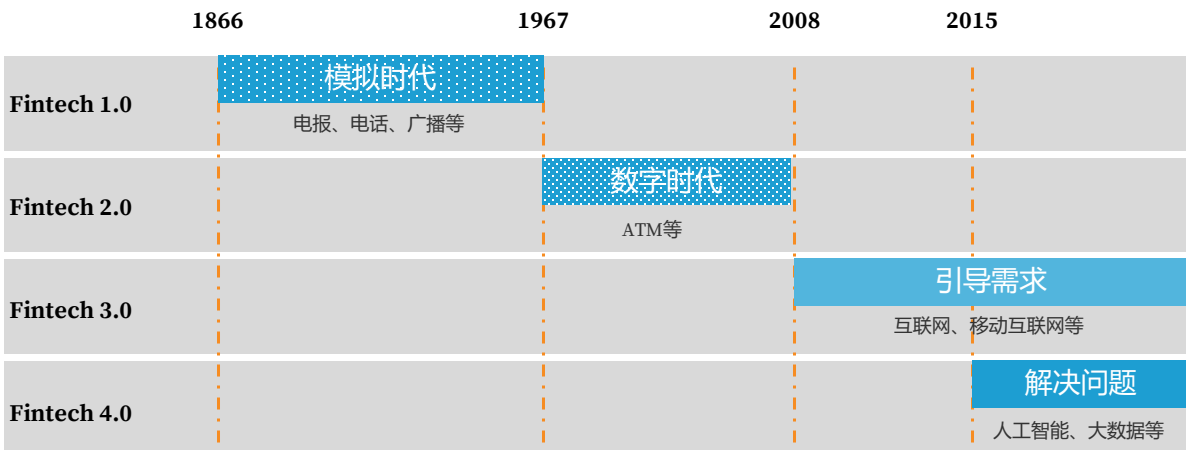 1866 1967 2008 2015
模拟时代
Fintech 1.0
电报、电话、广播等
数字时代
Fintech 2.0
ATM等
引导需求
Fintech 3.0
互联网、移动互联网等
解决问题
Fintech 4.0
人工智能、大数据等